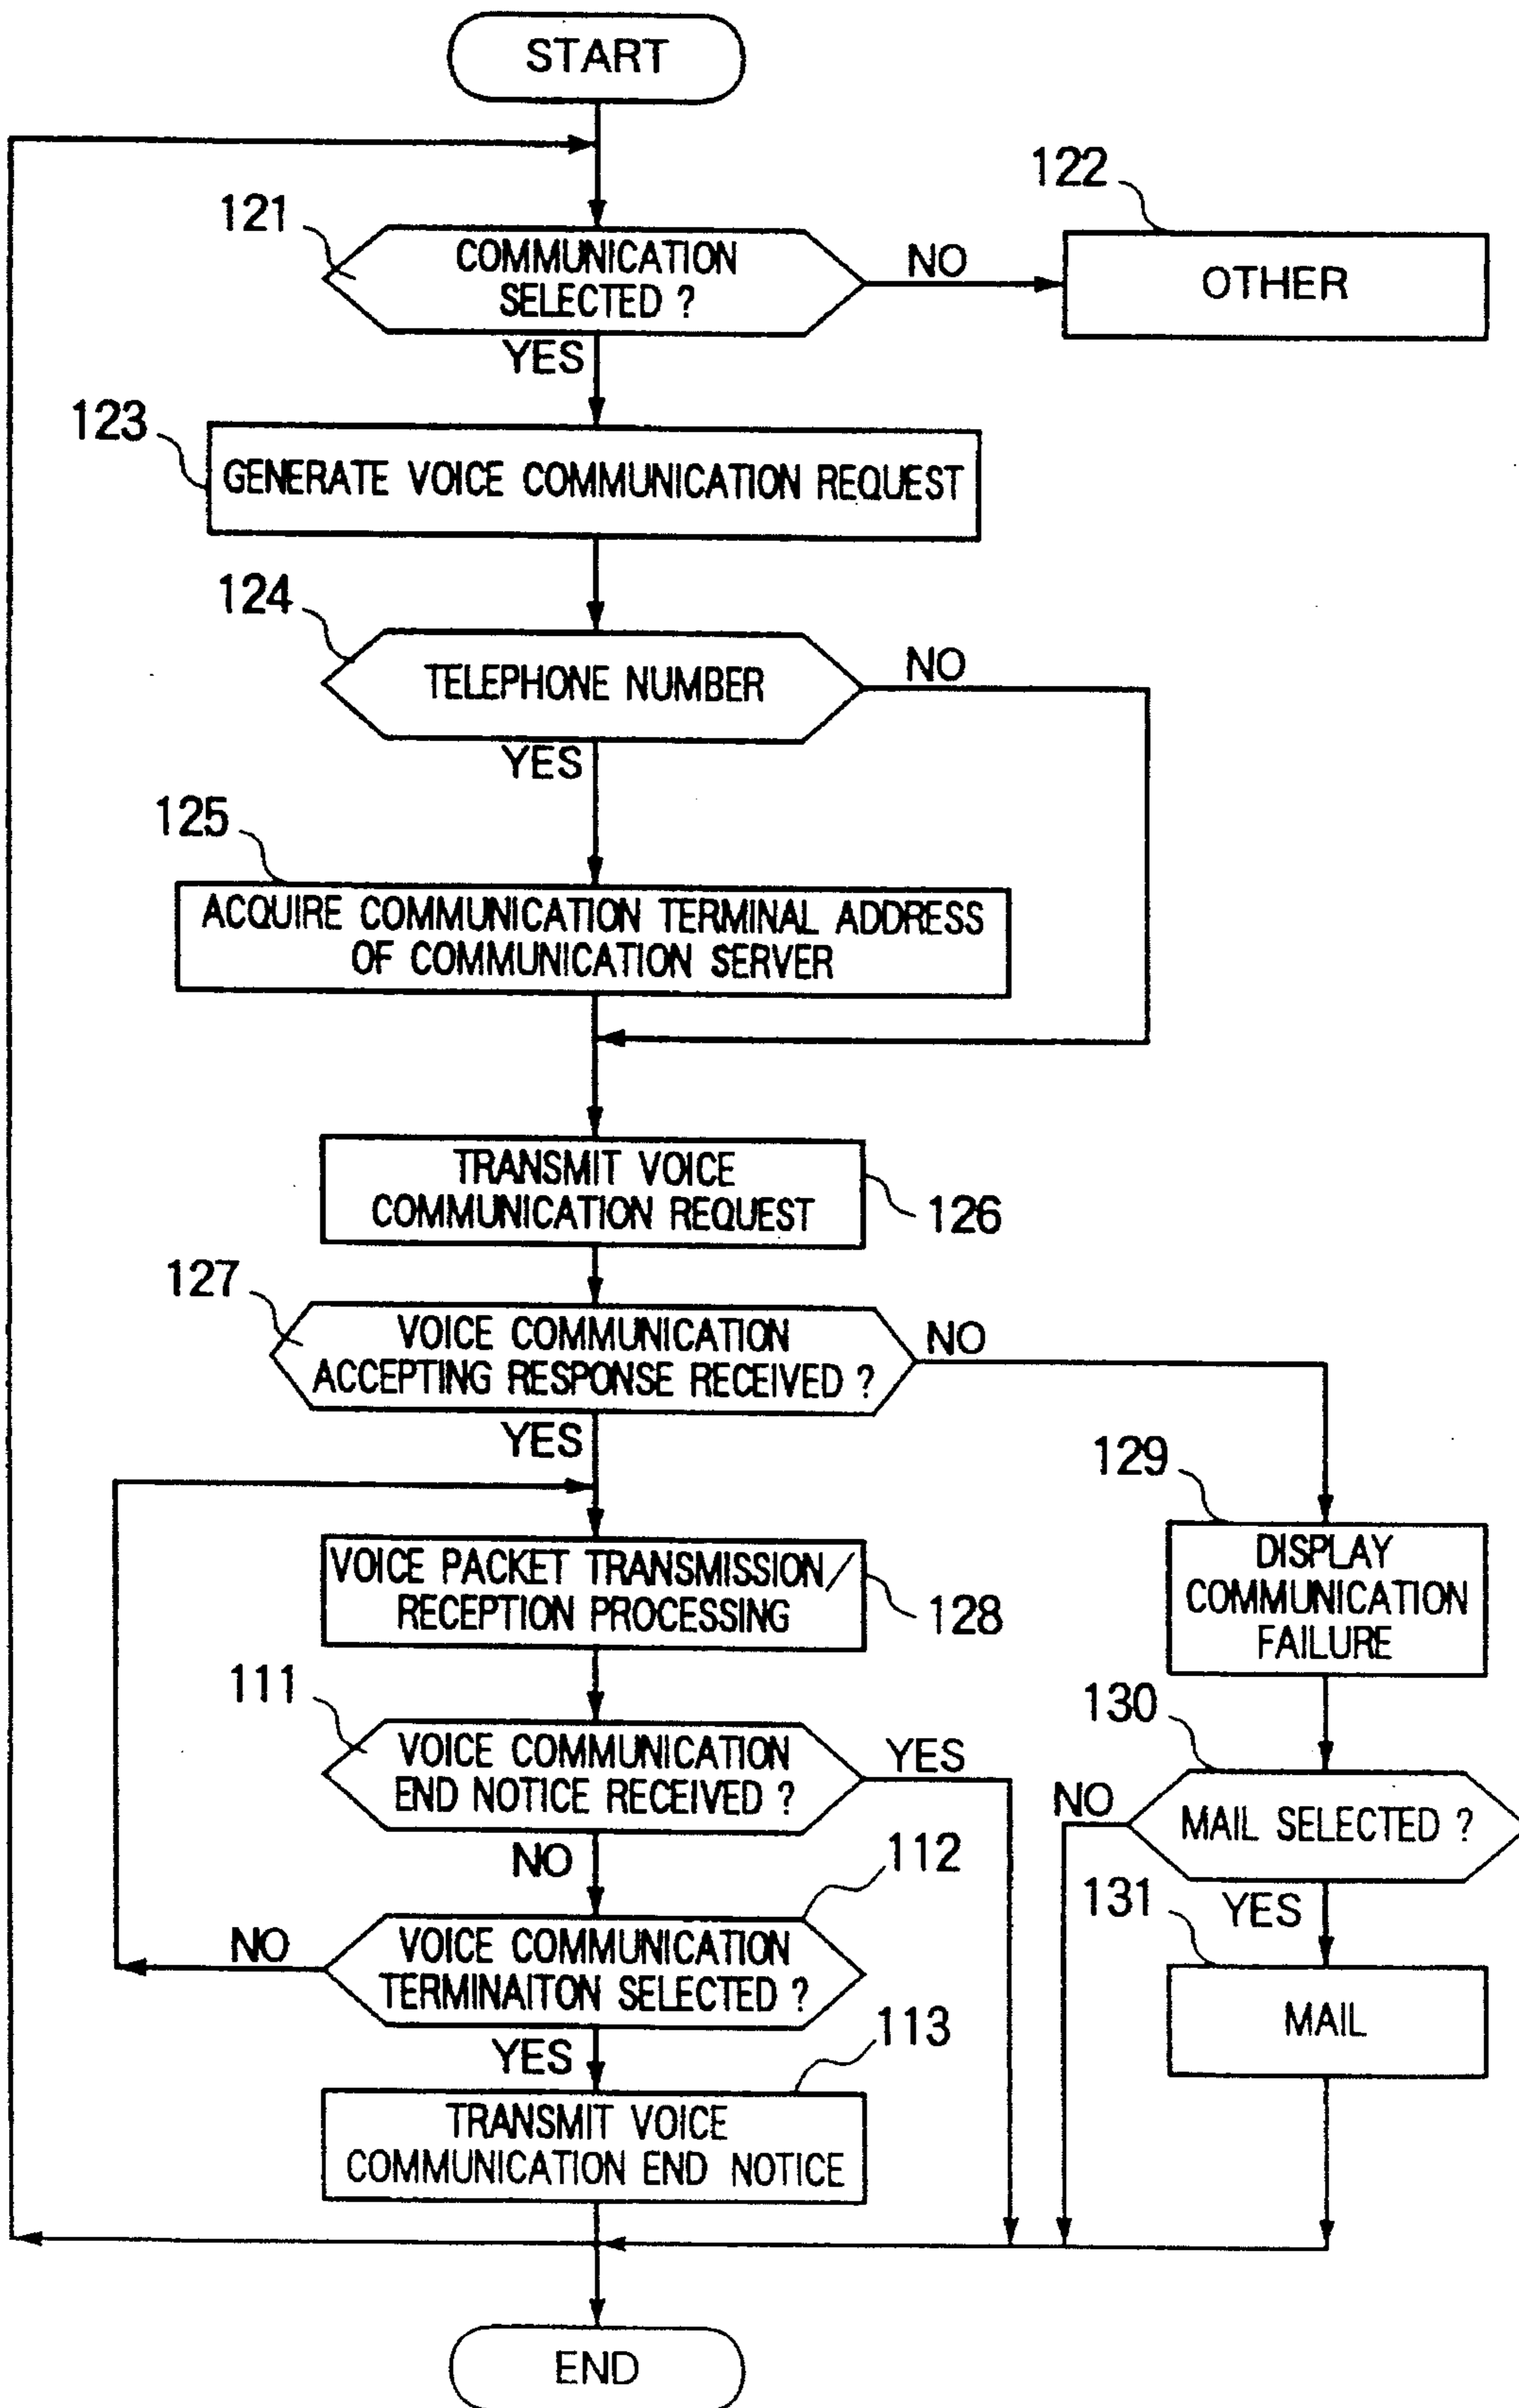 START
122
121
COMMUNICATION
SELECTED ?
NO
OTHER
YES
123
GENERATE VOICE COMMUNICATION REQUEST
124
TELEPHONE NUMBER
NO
YES
125
ACQUIRE COMMUNICATION TERMINAL ADDRESS
OF COMMUNICATION SERVER
TRANSMIT VOICE
COMMUNICATION REQUEST
126
127
VOICE COMMUNICATION
ACCEPTING RESPONSE RECEIVED ?
NO
YES
129
DISPLAY
COMMUNICATION
FAILURE
VOICE PACKET TRANSMISSION/
RECEPTION PROCESSING
128
111
VOICE COMMUNICATION
END NOTICE RECEIVED ?
YES
130
NO
MAIL SELECTED ?
NO
112
131
YES
NO
VOICE COMMUNICATION
TERMINAITON SELECTED ?
MAIL
YES
113
TRANSMIT VOICE
COMMUNICATION END NOTICE
END